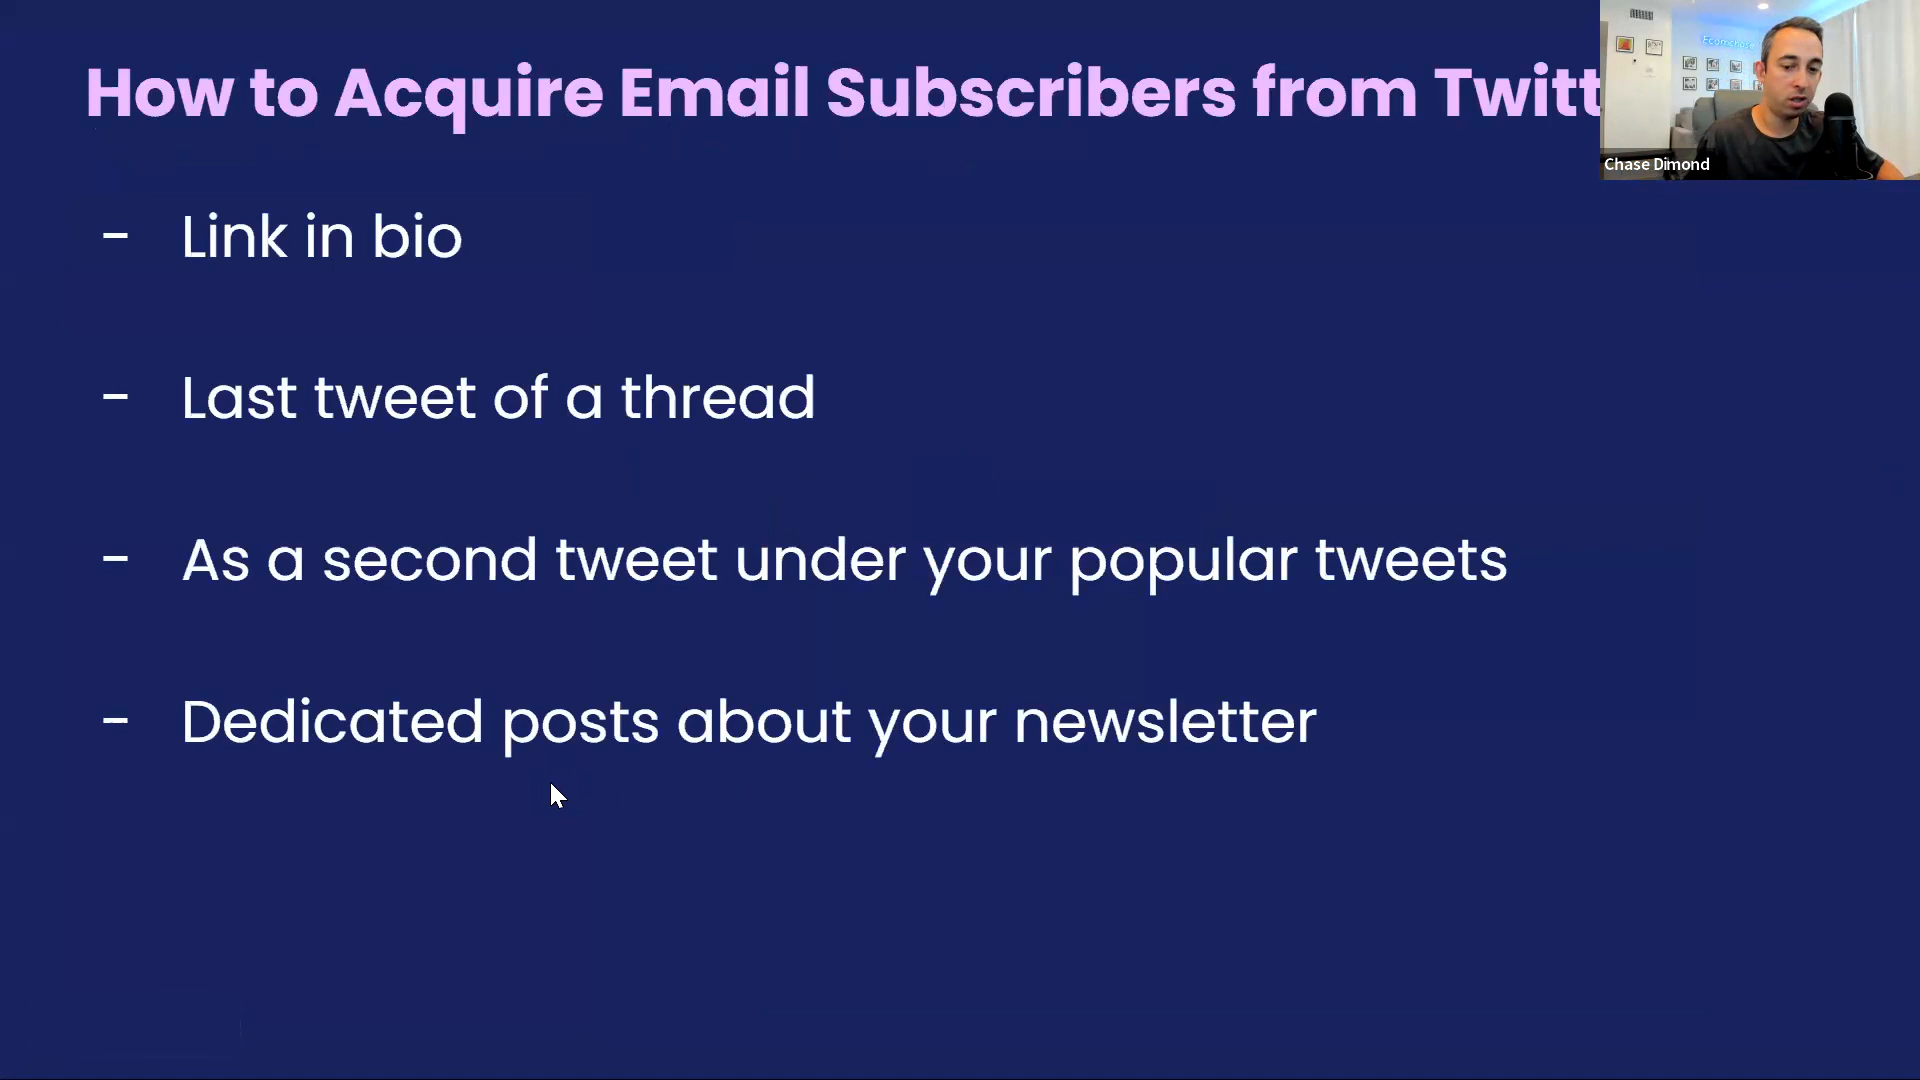 How to Acquire Email Subscribers from Twitt
Ecomchase
Chase Dimond
- Link in bio
- Last tweet of a thread
- As a second tweet under your popular tweets
- Dedicated posts about your newsletter